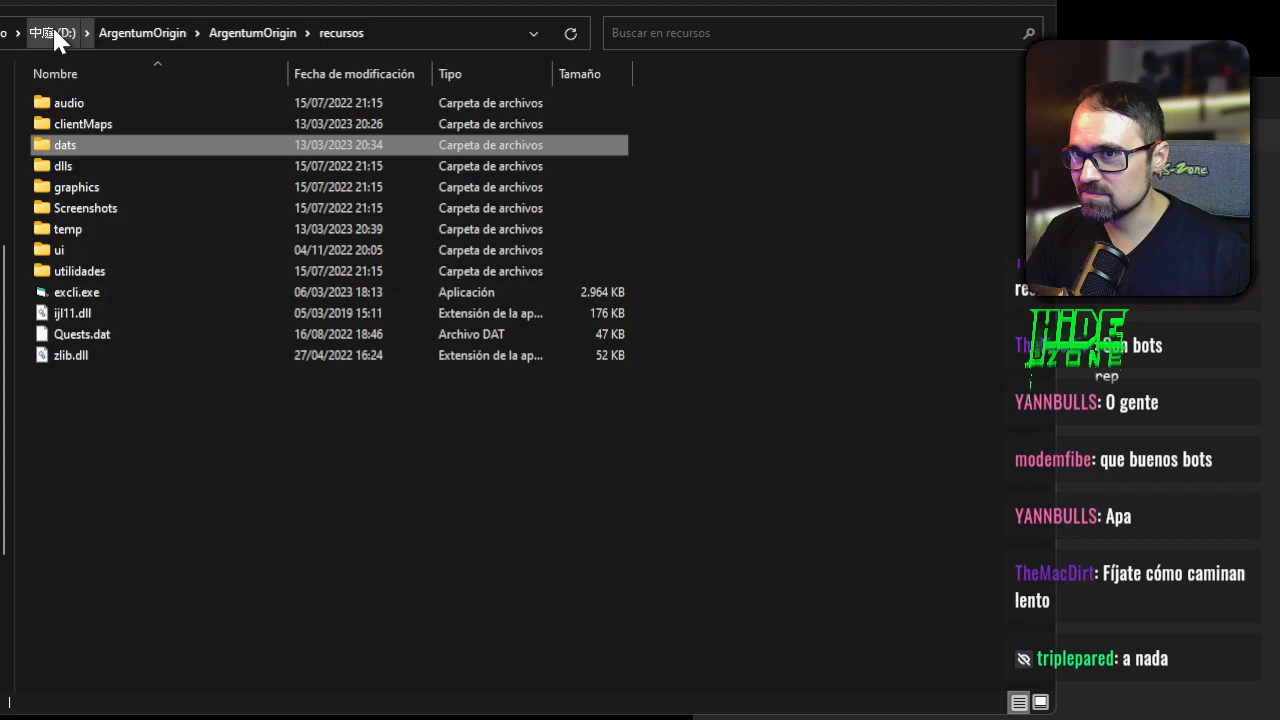 o › 中庭 (D:) › ArgentumOrigin › ArgentumOrigin › recursos
Buscar en recursos
Nombre Fecha de modificación Tipo Tamaño
audio 15/07/2022 21:15 Carpeta de archivos
clientMaps 13/03/2023 20:26 Carpeta de archivos
dats 13/03/2023 20:34 Carpeta de archivos
dlls 15/07/2022 21:15 Carpeta de archivos
graphics 15/07/2022 21:15 Carpeta de archivos
Screenshots 15/07/2022 21:15 Carpeta de archivos
temp 13/03/2023 20:39 Carpeta de archivos
ui 04/11/2022 20:05 Carpeta de archivos
utilidades 15/07/2022 21:15 Carpeta de archivos
excli.exe 06/03/2023 18:13 Aplicación 2.964 KB
ijl11.dll 05/03/2019 15:11 Extensión de la ap... 176 KB
Quests.dat 16/08/2022 18:46 Archivo DAT 47 KB
zlib.dll 27/04/2022 16:24 Extensión de la ap... 52 KB
HiDE
ZONE
bots
rep
YANNBULLS: O gente
modemfibe: que buenos bots
YANNBULLS: Apa
TheMacDirt: Fíjate cómo caminan
lento
triplepared: a nada